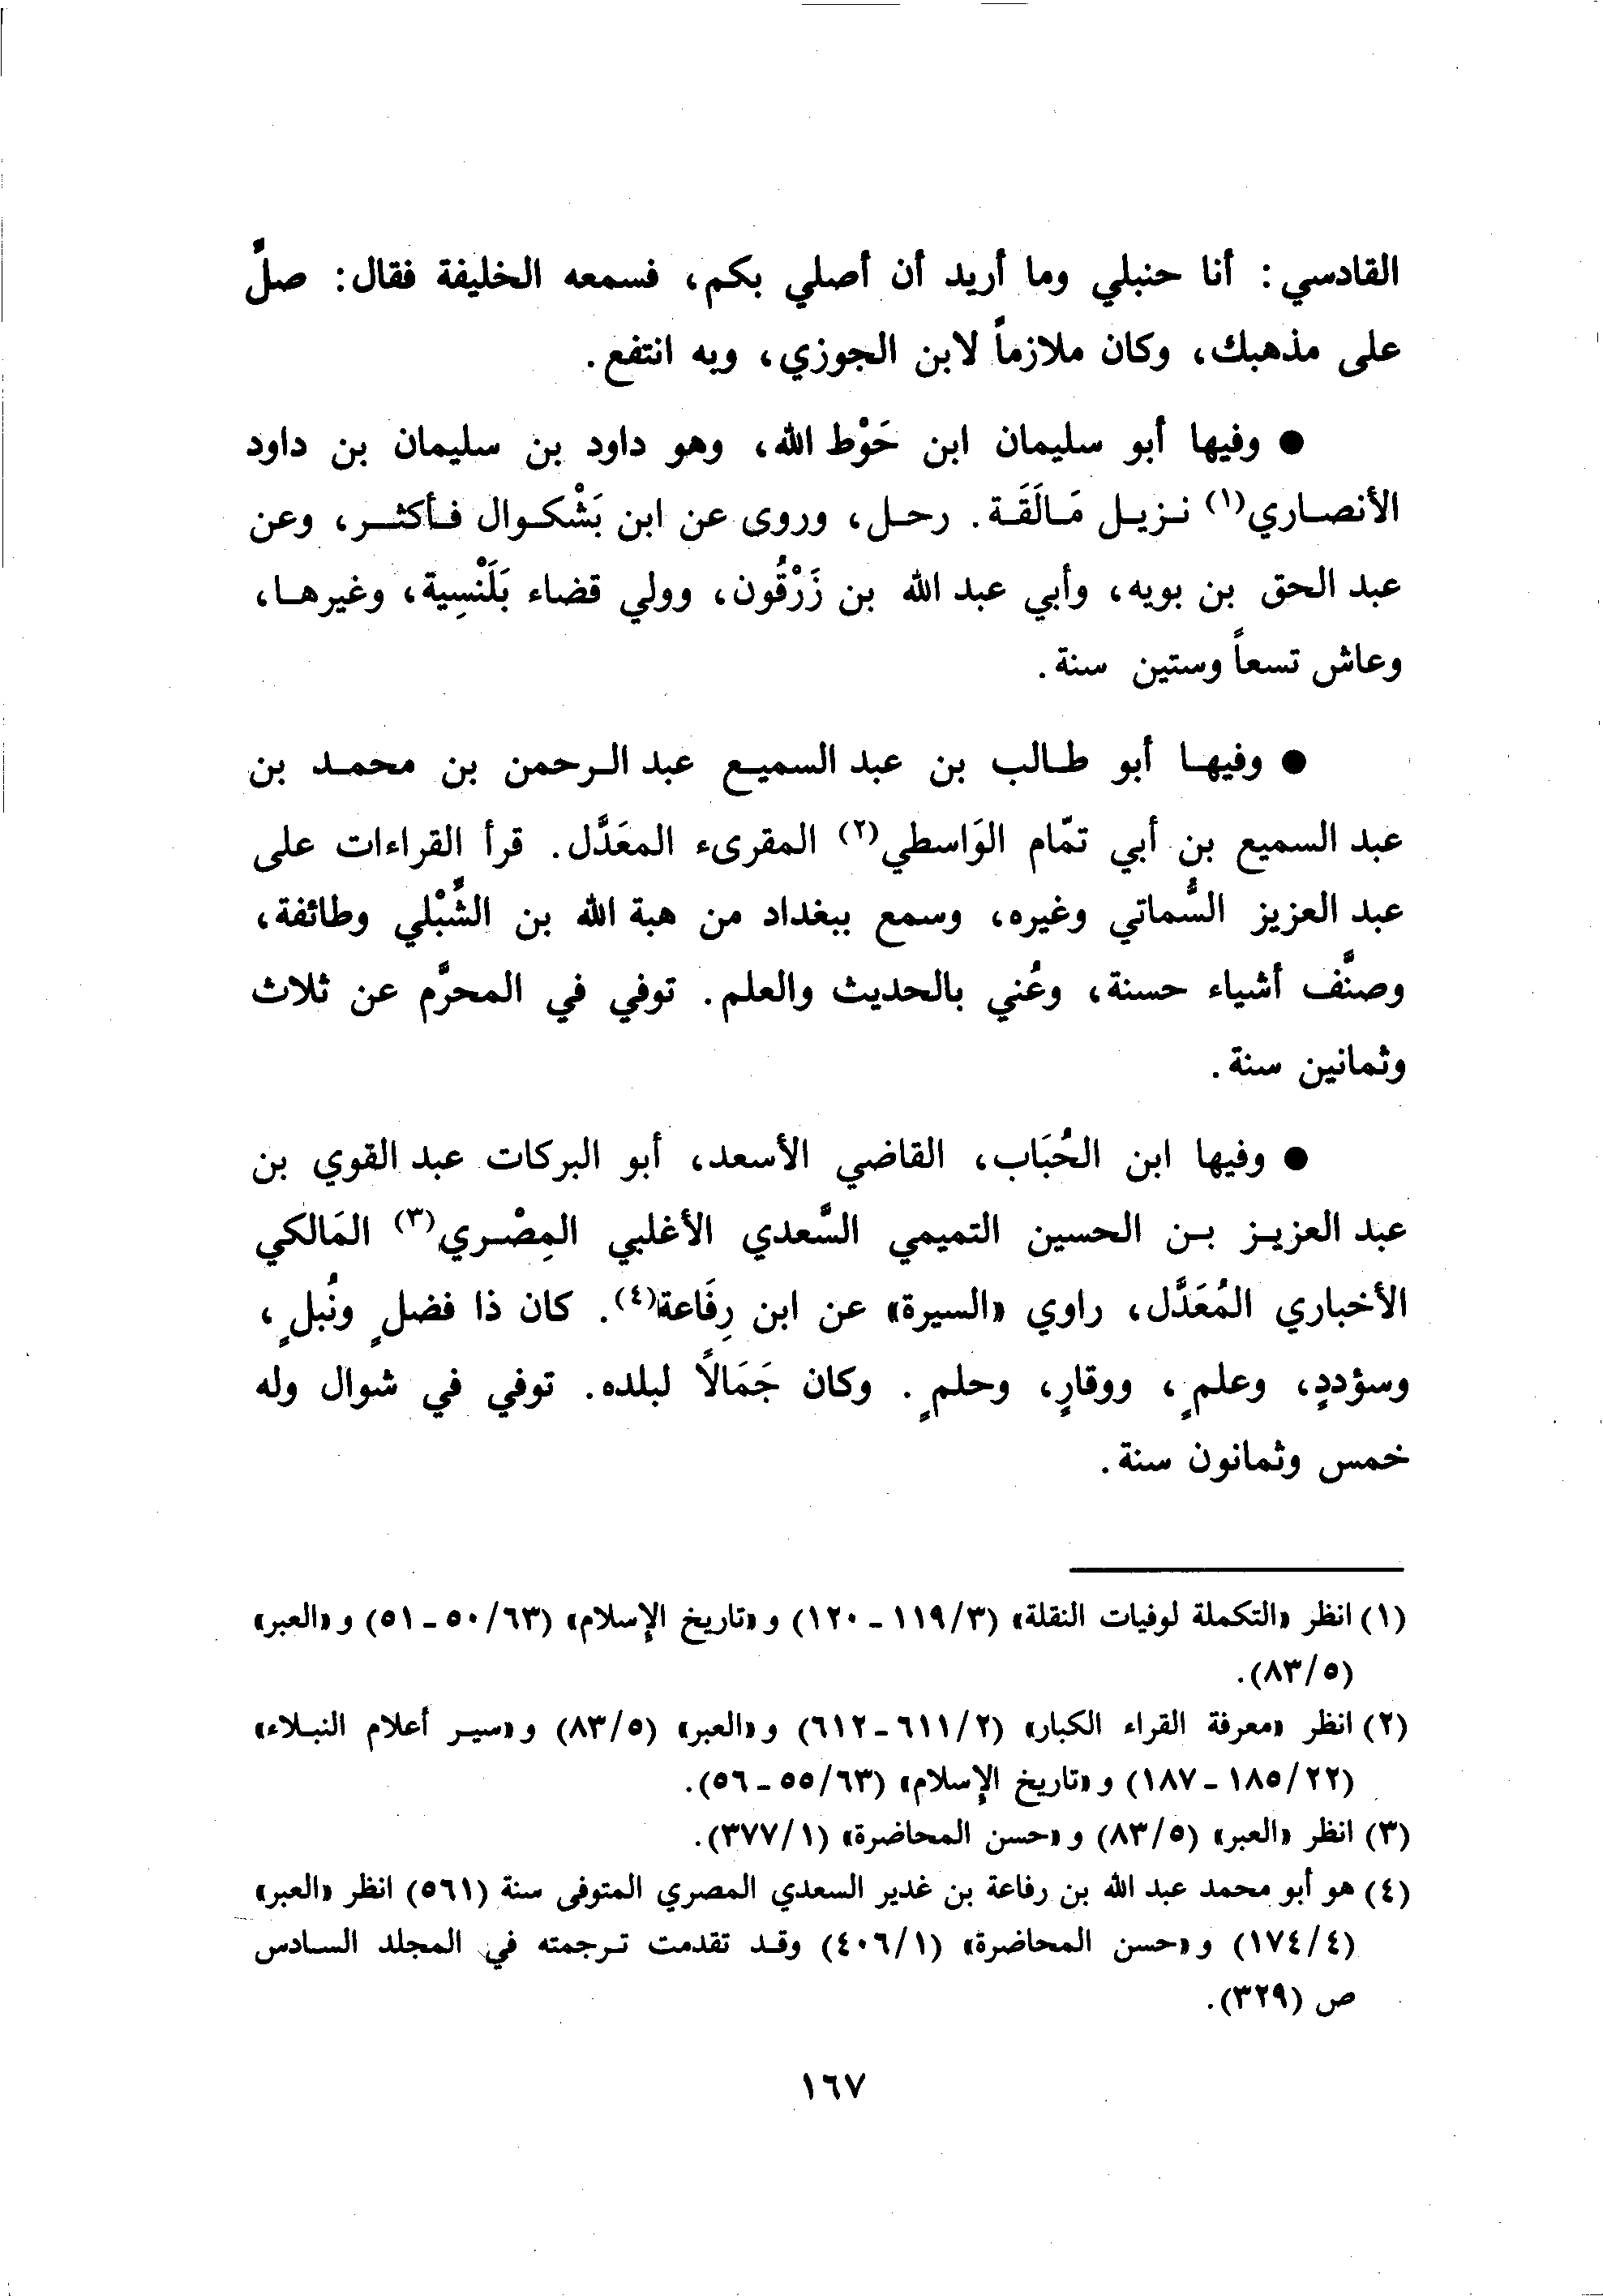 القادسي: أنا حنبلي وما أريد أن أصلي بكم، فسمعه الخليفة فقال: صلِّ
على مذهبك، وكان ملازماً لابن الجوزي، وبه انتفع.
● وفيها أبو سليمان ابن حَوْط الله، وهو داود بن سليمان بن داود
الأنصاري(١) نزيل مَالَقَة. رحل، وروى عن ابن بَشْكوال فأكثر، وعن
عبد الحق بن بويه، وأبي عبد الله بن زَرْقُون، وولي قضاء بَلَنْسِية، وغيرها،
وعاش تسعاً وستين سنة.
● وفيها أبو طالب بن عبد السميع عبد الرحمن بن محمد بن
عبد السميع بن أبي تمّام الوَاسطي(٢) المقرىء المعَدَّل. قرأ القراءات على
عبد العزيز السُّماتي وغيره، وسمع ببغداد من هبة الله بن الشِّبْلي وطائفة،
وصنَّف أشياء حسنة، وعُني بالحديث والعلم. توفي في المحرَّم عن ثلاث
وثمانين سنة.
● وفيها ابن الحُبَاب، القاضي الأسعد، أبو البركات عبد القوي بن
عبد العزيز بن الحسين التميمي السَّعدي الأغلبي المِصْري(٣) المَالكي
الأخباري المُعَدَّل، راوي «السيرة» عن ابن رِفَاعة(٤). كان ذا فضلٍ ونُبلٍ،
وسؤددٍ، وعلمٍ، ووقارٍ، وحلمٍ. وكان جَمَالاً لبلده. توفي في شوال وله
خمس وثمانون سنة.
(١) انظر «التكملة لوفيات النقلة» (٣/١١٩ - ١٢٠) و«تاريخ الإسلام» (٦٣/٥٠ - ٥١) و«العبر»
(٥/٨٣).
(٢) انظر «معرفة القراء الكبار» (٢/٦١١ - ٦١٢) و«العبر» (٥/٨٣) و«سير أعلام النبلاء»
(٢٢/١٨٥ - ١٨٧) و«تاريخ الإسلام» (٦٣/٥٥ - ٥٦).
(٣) انظر «العبر» (٥/٨٣) و«حسن المحاضرة» (١/٣٧٧).
(٤) هو أبو محمد عبد الله بن رفاعة بن غدير السعدي المصري المتوفى سنة (٥٦١) انظر «العبر»
(٤/١٧٤) و«حسن المحاضرة» (١/٤٠٦) وقد تقدمت ترجمته في المجلد السادس
ص (٣٢٩).
١٦٧